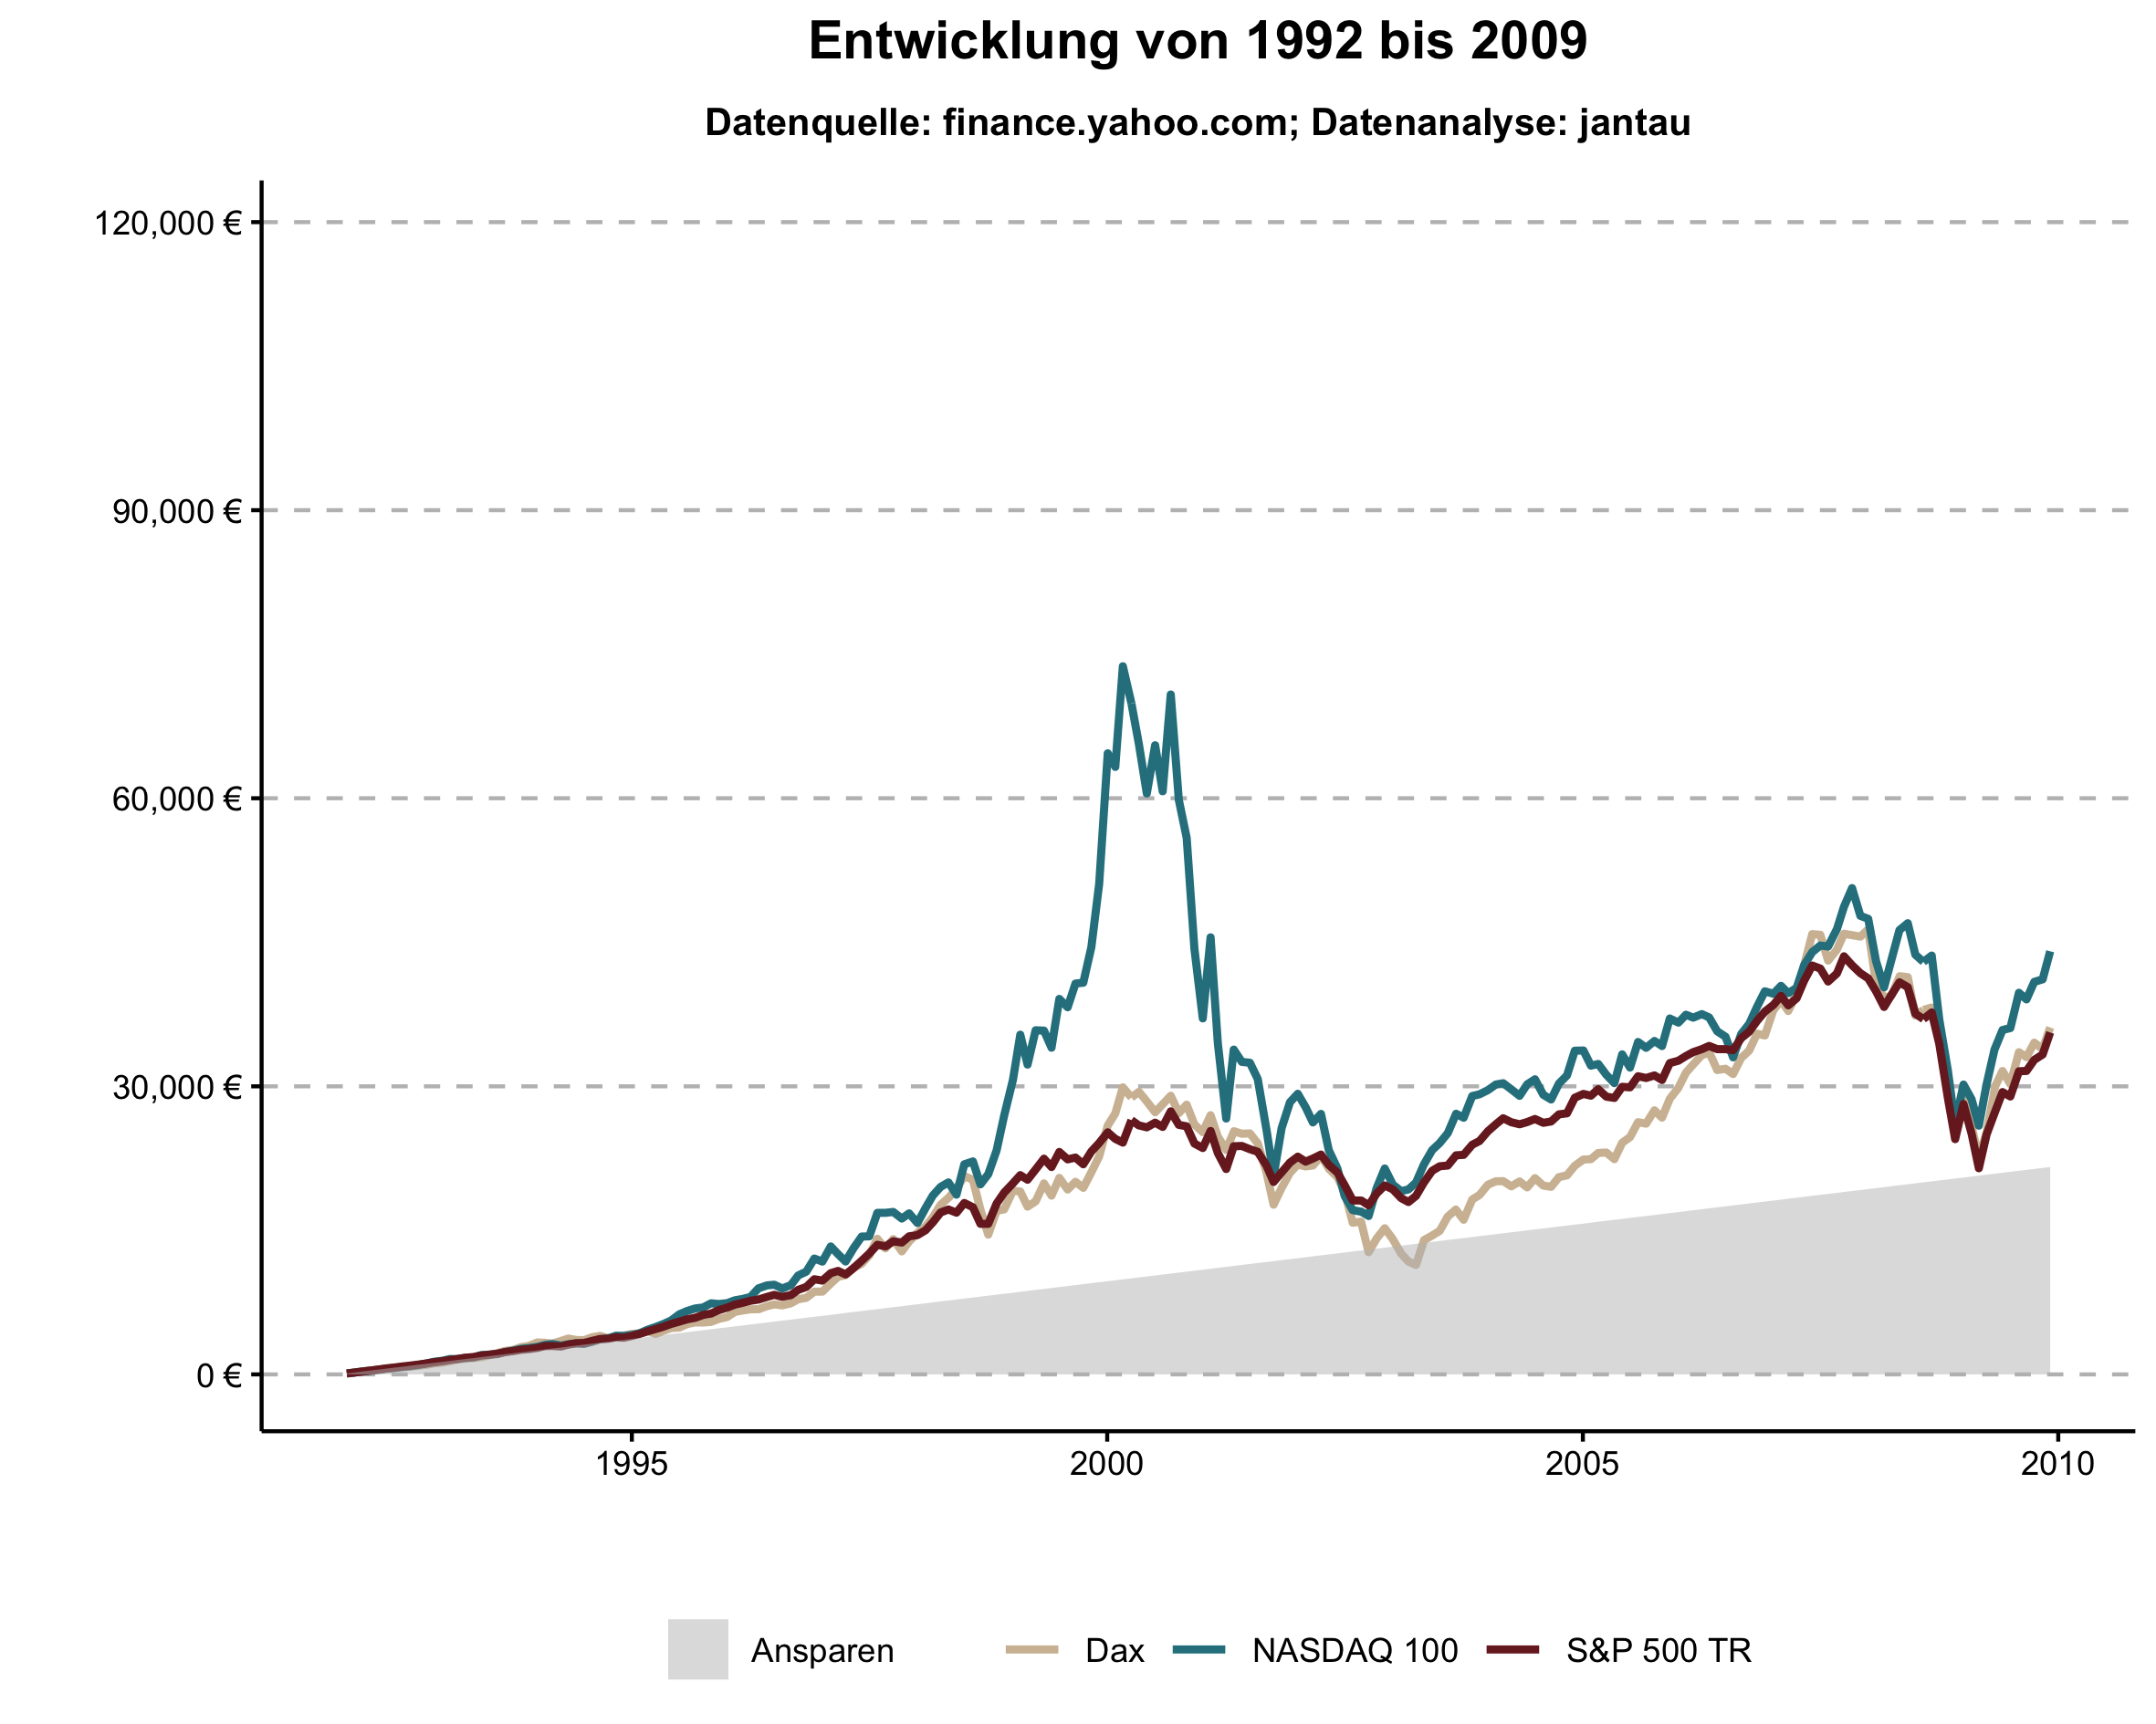 Entwicklung von 1992 bis 2009
Datenquelle: finance.yahoo.com; Datenanalyse: jantau
120,000 €
90,000 €
60,000 €
30,000 €
0 €
1995 2000 2005 2010
Ansparen Dax NASDAQ 100 S&P 500 TR